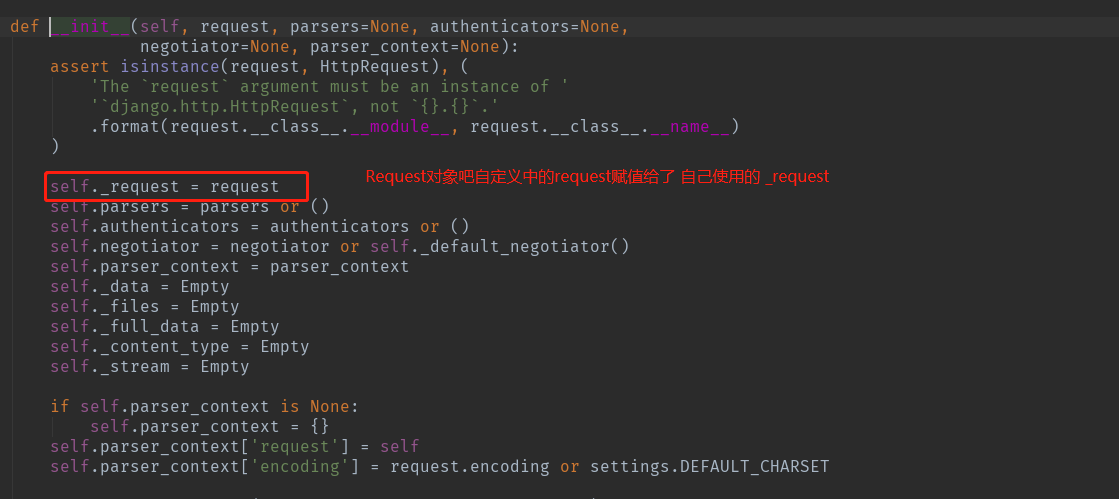 def __init__(self, request, parsers=None, authenticators=None,
negotiator=None, parser_context=None):
assert isinstance(request, HttpRequest), (
'The `request` argument must be an instance of '
'`django.http.HttpRequest`, not `{}.{}`.'
.format(request.__class__.__module__, request.__class__.__name__)
)
self._request = request
Request对象吧自定义中的request赋值给了 自己使用的 _request
self.parsers = parsers or ()
self.authenticators = authenticators or ()
self.negotiator = negotiator or self._default_negotiator()
self.parser_context = parser_context
self._data = Empty
self._files = Empty
self._full_data = Empty
self._content_type = Empty
self._stream = Empty
if self.parser_context is None:
self.parser_context = {}
self.parser_context['request'] = self
self.parser_context['encoding'] = request.encoding or settings.DEFAULT_CHARSET